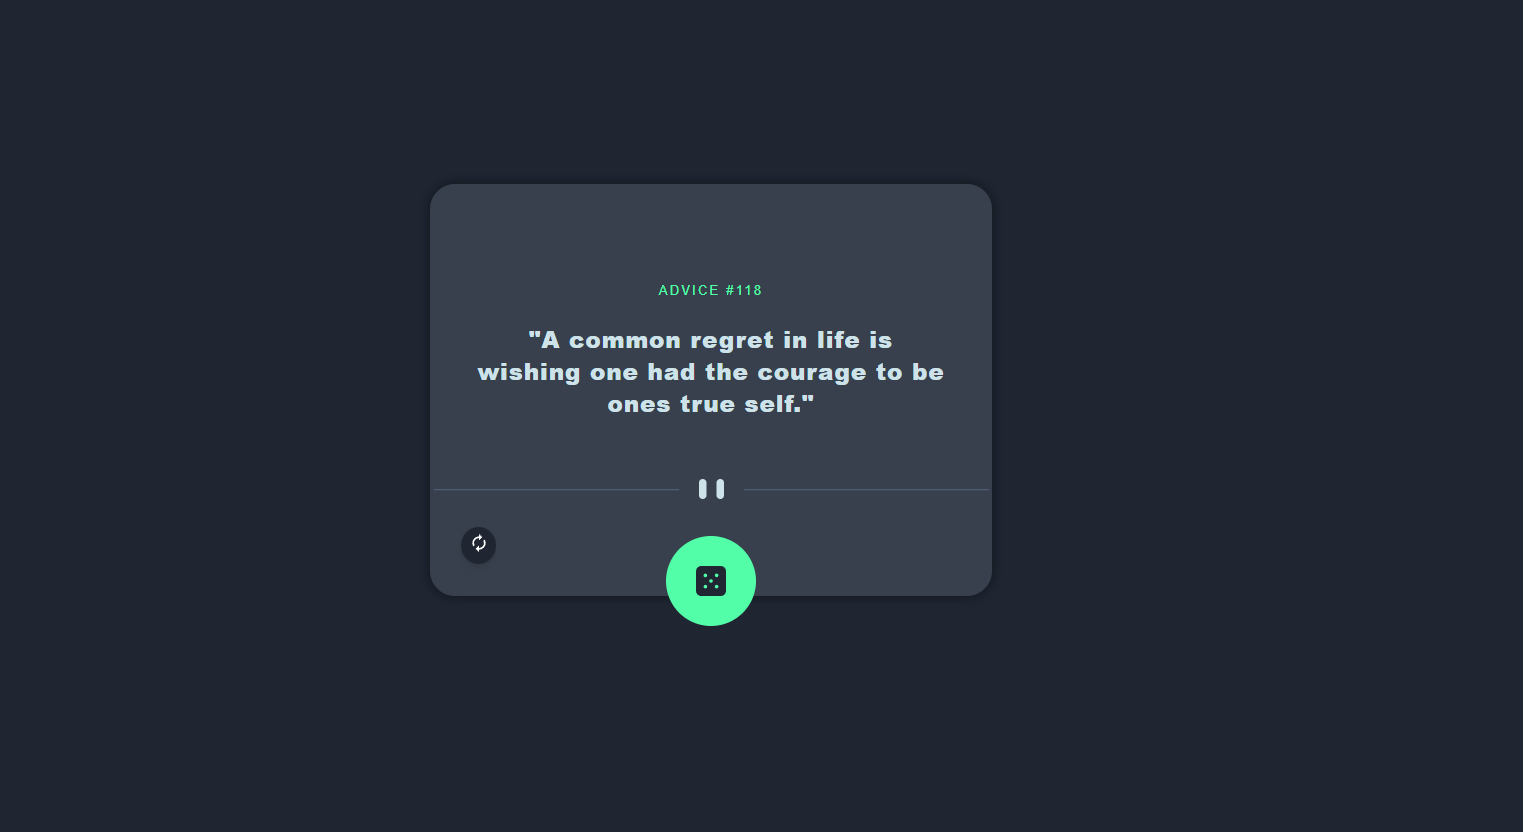 ADVICE #118
"A common regret in life is
wishing one had the courage to be
ones true self."